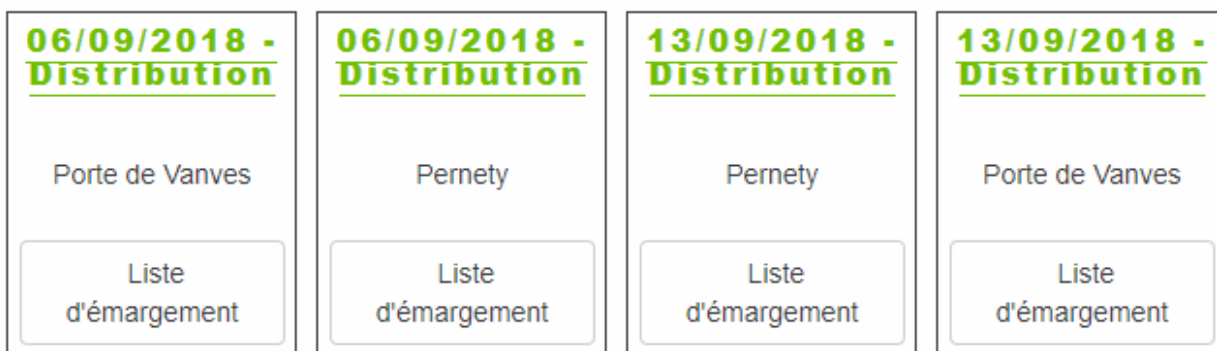 06/09/2018 -
Distribution
Porte de Vanves
Liste
d'émargement
06/09/2018 -
Distribution
Pernety
Liste
d'émargement
13/09/2018 -
Distribution
Pernety
Liste
d'émargement
13/09/2018 -
Distribution
Porte de Vanves
Liste
d'émargement